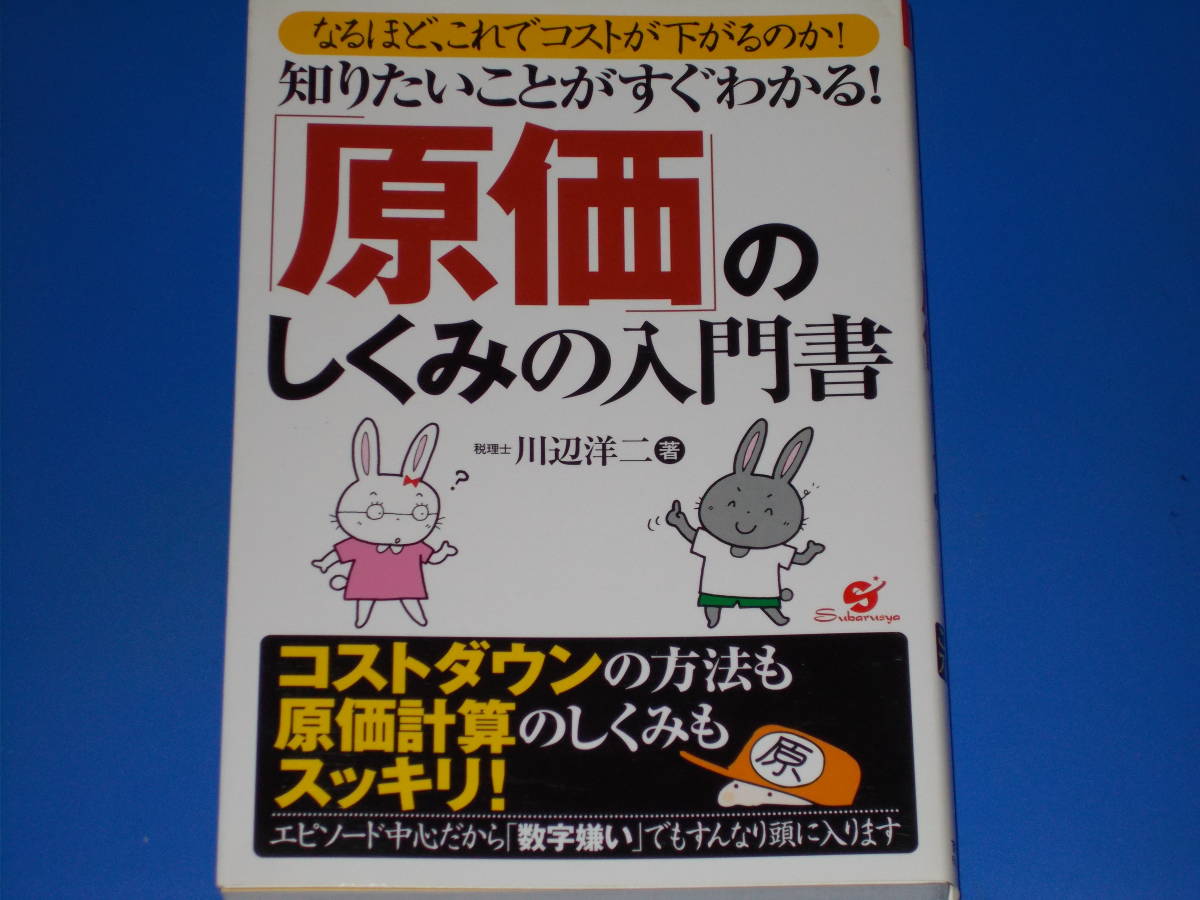 なるほど、これでコストが下がるのか!
知りたいことがすぐわかる!
「原価」の
しくみの入門書
税理士 川辺洋二 著
?
Subarusya
コストダウンの方法も
原価計算のしくみも
スッキリ!
原
エピソード中心だから「数字嫌い」でもすんなり頭に入ります